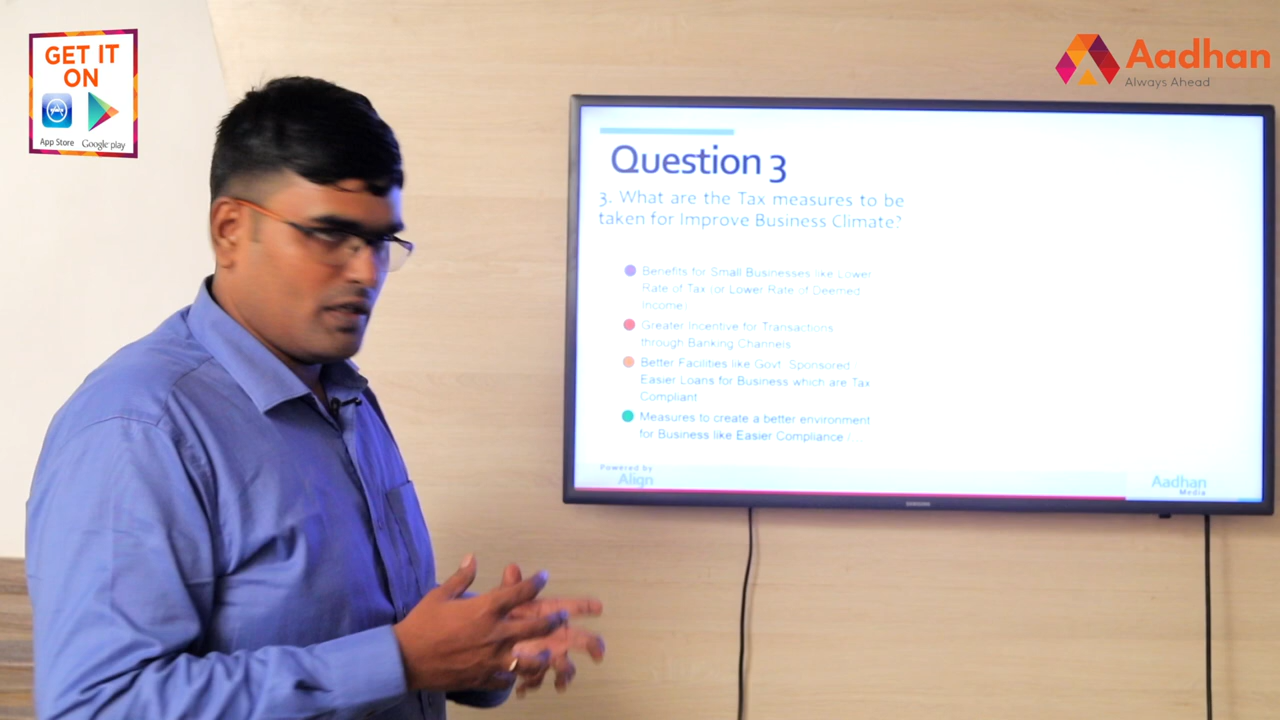 GET IT
ON
App Store Google play
Aadhan
Always Ahead
Question 3
3. What are the Tax measures to be
taken for Improve Business Climate?
Benefits for Small Businesses like Lower
Rate of Tax (or Lower Rate of Deemed
Income)
Greater Incentive for Transactions
through Banking Channels
Better Facilities like Govt. Sponsored
Easier Loans for Business which are Tax
Compliant
Measures to create a better environment
for Business like Easier Compliance /...
Powered by
Align
Aadhan
Media
SAMSUNG